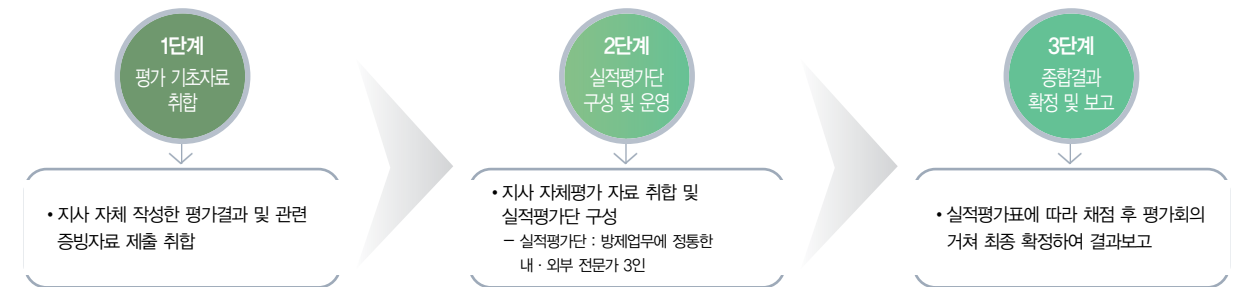 1단계
평가 기초자료
취합
• 지사 자체 작성한 평가결과 및 관련
증빙자료 제출 취합
2단계
실적평가단
구성 및 운영
• 지사 자체평가 자료 취합 및
실적평가단 구성
– 실적평가단 : 방제업무에 정통한
내 · 외부 전문가 3인
3단계
종합결과
확정 및 보고
• 실적평가표에 따라 채점 후 평가회의
거쳐 최종 확정하여 결과보고